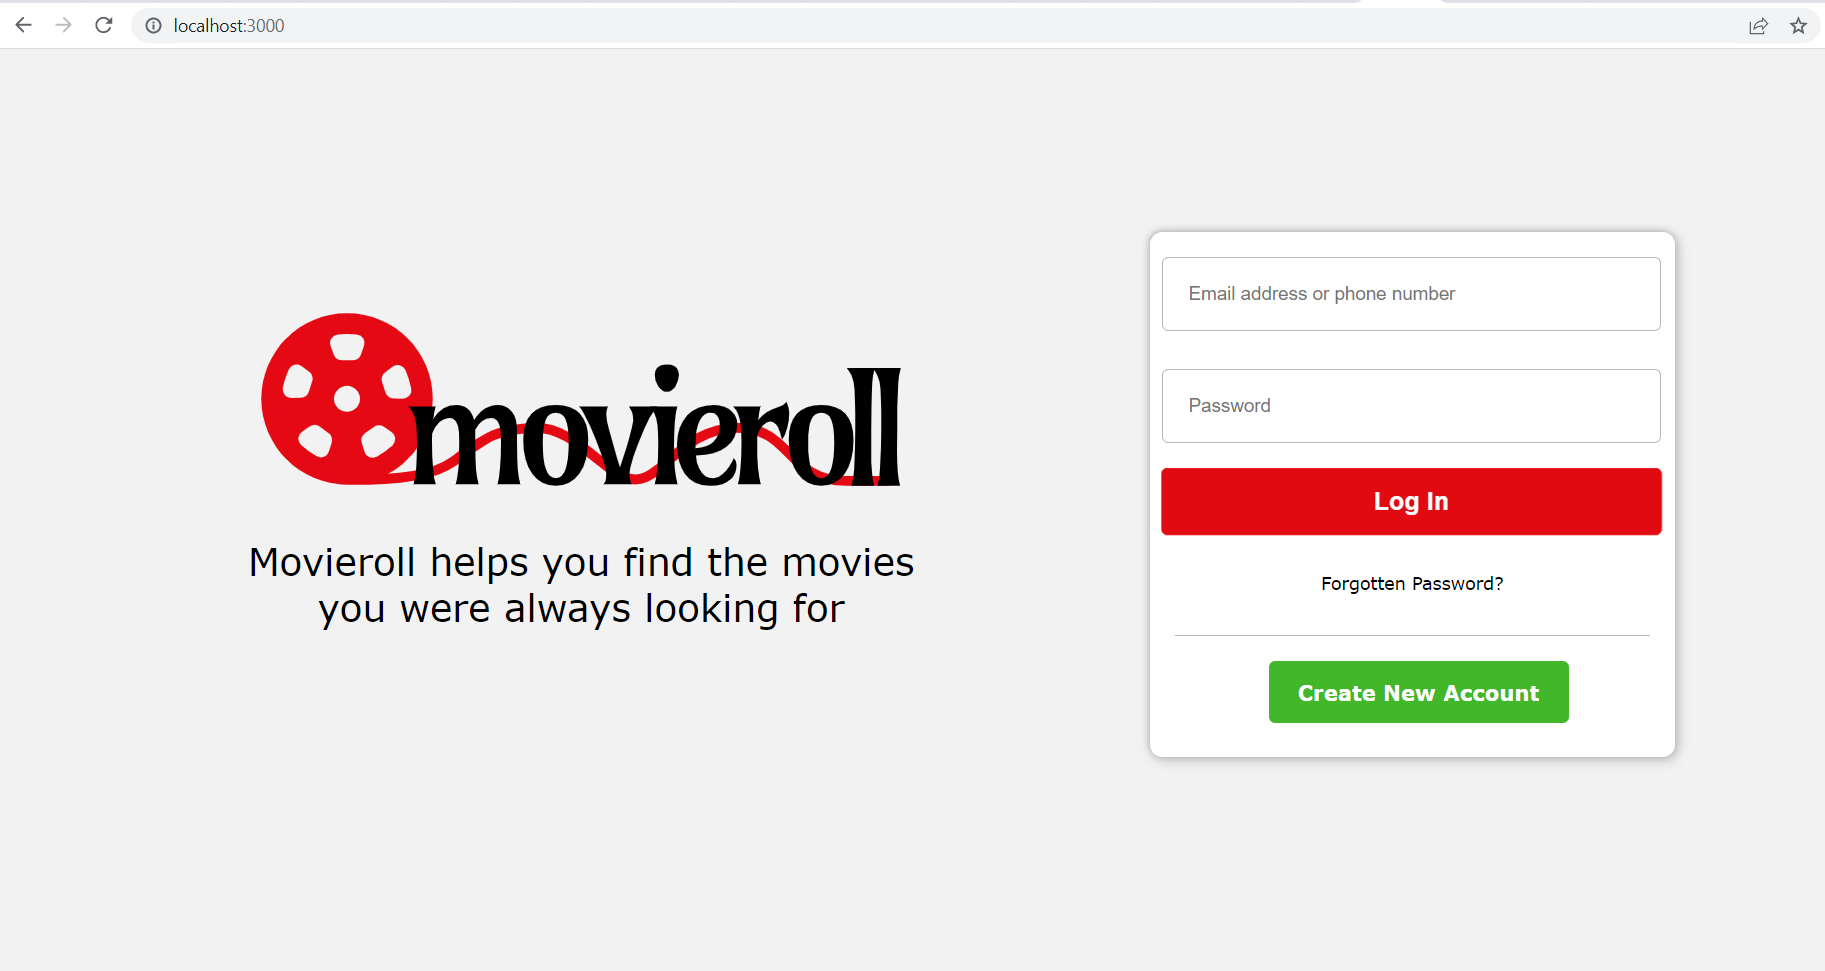 localhost:3000
movieroll
Movieroll helps you find the movies
you were always looking for
Email address or phone number
Password
Log In
Forgotten Password?
Create New Account